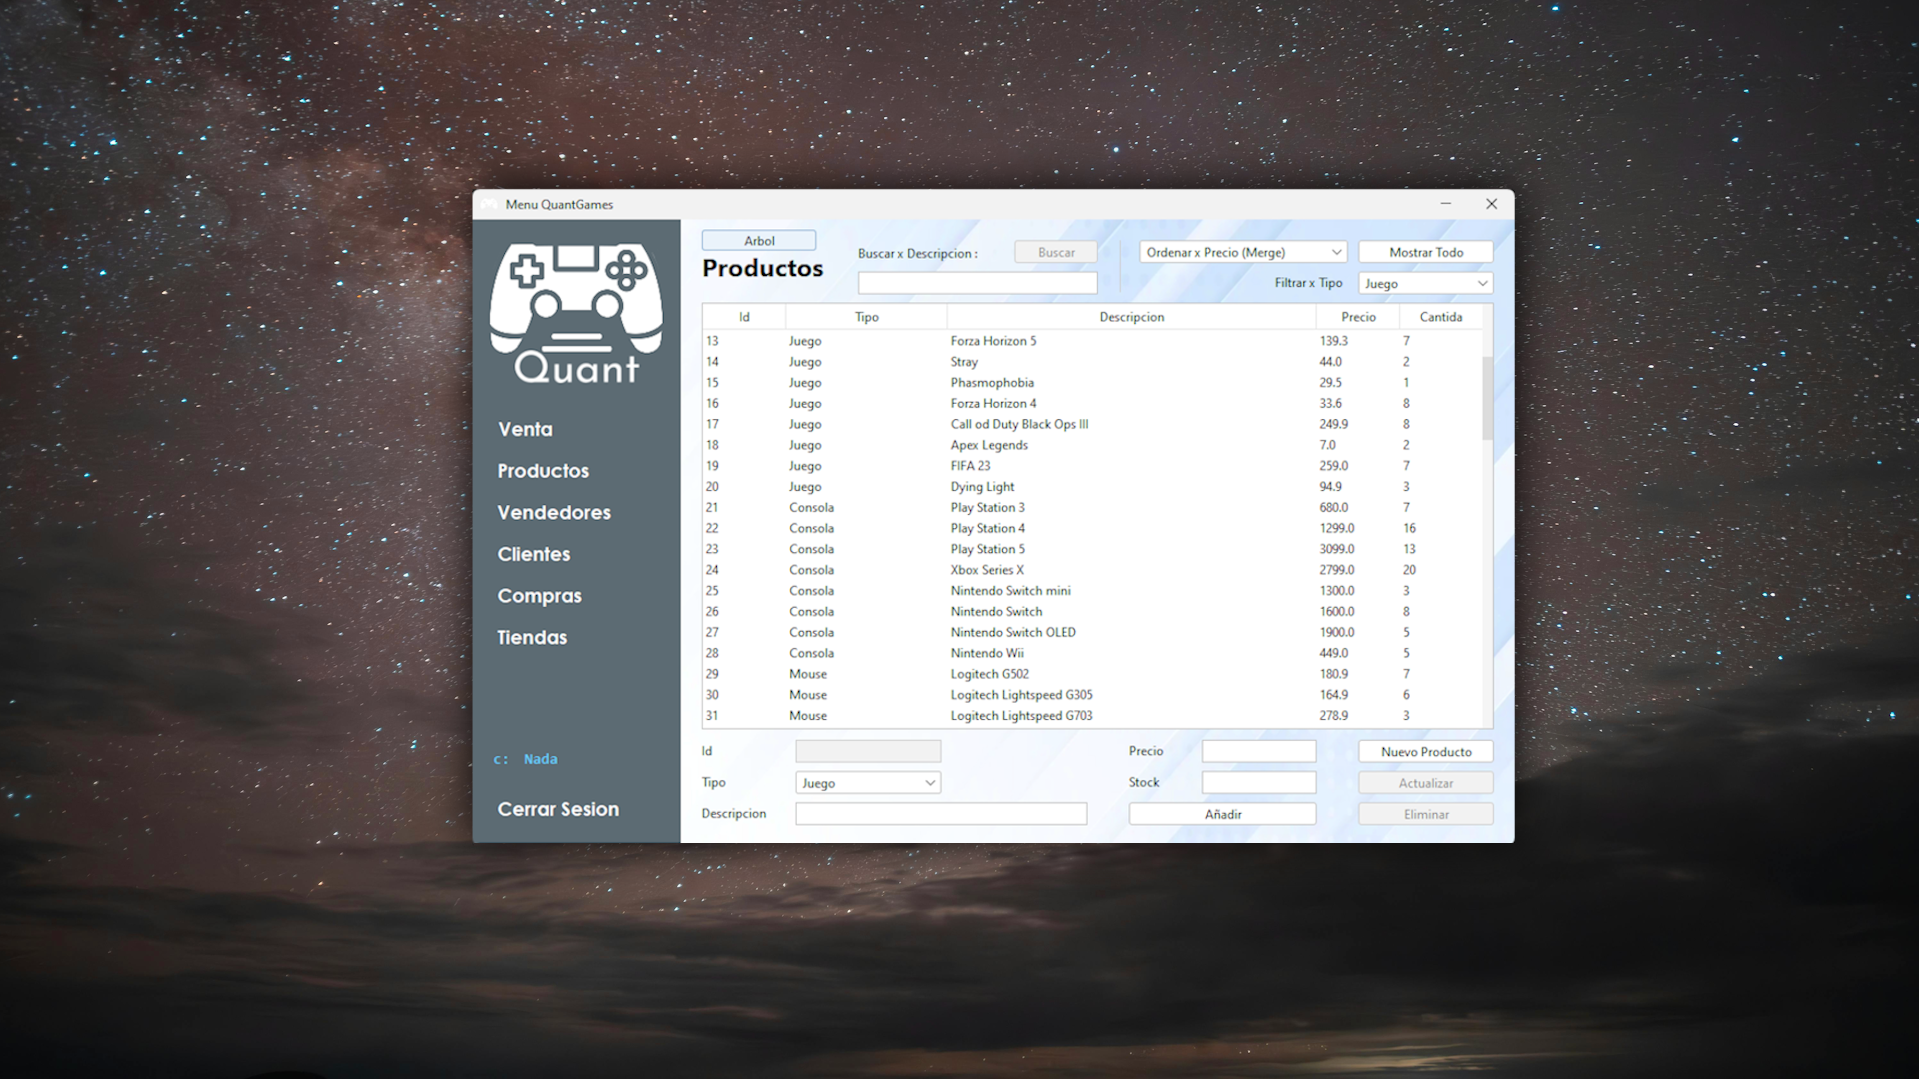 Menu QuantGames
Quant
Venta
Productos
Vendedores
Clientes
Compras
Tiendas
c: Nada
Cerrar Sesion
Arbol
Productos
Buscar x Descripcion :
Buscar
Ordenar x Precio (Merge)
Mostrar Todo
Filtrar x Tipo
Juego
Id Tipo Descripcion Precio Cantida
13 Juego Forza Horizon 5 139.3 7
14 Juego Stray 44.0 2
15 Juego Phasmophobia 29.5 1
16 Juego Forza Horizon 4 33.6 8
17 Juego Call od Duty Black Ops III 249.9 8
18 Juego Apex Legends 7.0 2
19 Juego FIFA 23 259.0 7
20 Juego Dying Light 94.9 3
21 Consola Play Station 3 680.0 7
22 Consola Play Station 4 1299.0 16
23 Consola Play Station 5 3099.0 13
24 Consola Xbox Series X 2799.0 20
25 Consola Nintendo Switch mini 1300.0 3
26 Consola Nintendo Switch 1600.0 8
27 Consola Nintendo Switch OLED 1900.0 5
28 Consola Nintendo Wii 449.0 5
29 Mouse Logitech G502 180.9 7
30 Mouse Logitech Lightspeed G305 164.9 6
31 Mouse Logitech Lightspeed G703 278.9 3
Id
Precio
Nuevo Producto
Tipo
Juego
Stock
Actualizar
Descripcion
Añadir
Eliminar